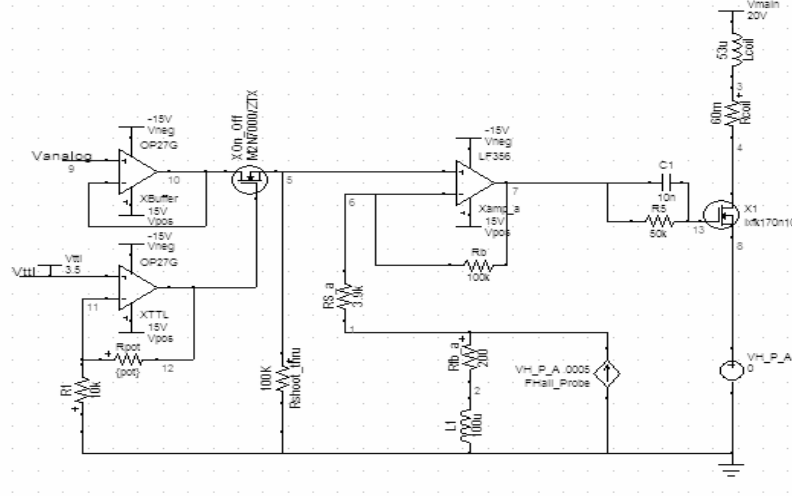 Vmain
20V
53u
Lcoil
3
60m
Rcoil
4
-15V
Vneg
OP27G
XOn_Off
M2N7000/ZTX
-15V
Vneg
LF356
Vanalog
9
10
5
7
C1
10n
XBuffer
15V
Vpos
6
Xamp_a
15V
Vpos
R5
50k
13
X1
ixfk170n10
8
-15V
Vneg
OP27G
Vttl
Vttl
3.5
Rb
100k
11
XTTL
15V
Vpos
RS_a
3.9k
1
Rpot
{pot}
12
R1
10k
100K
Rshoot_thru
Rfb_a
200
2
L1
100u
VH_P_A .0005
FHall_Probe
VH_P_A
0